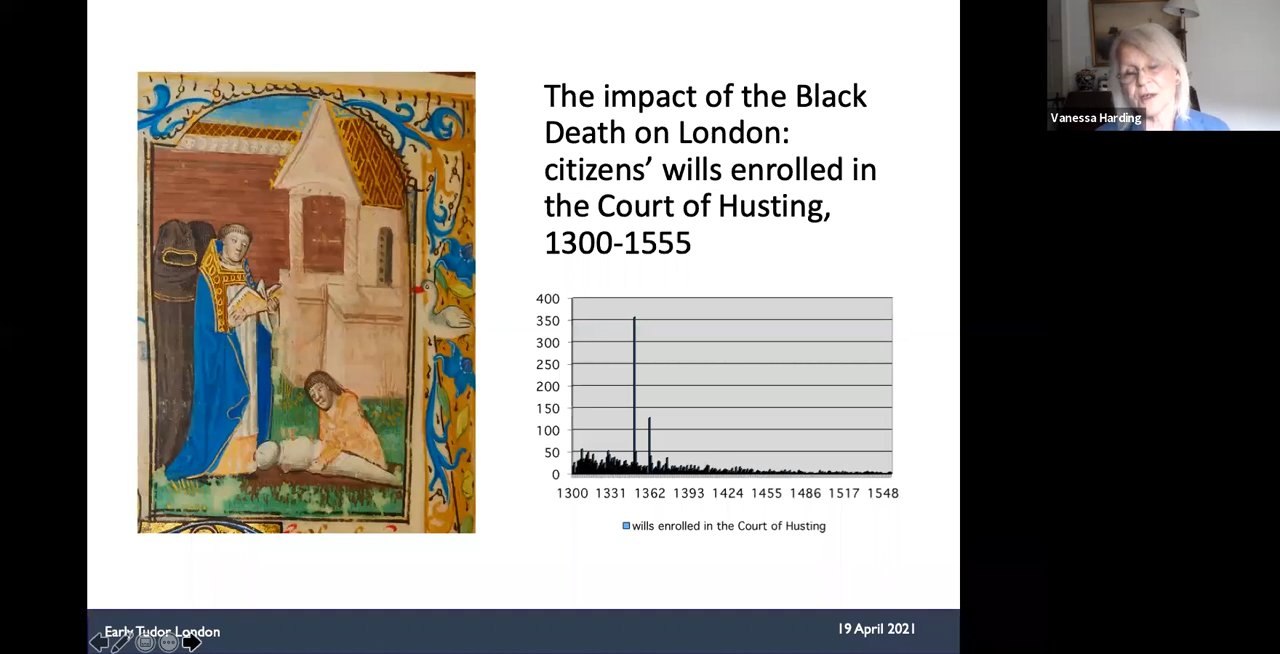 The impact of the Black
Death on London:
citizens’ wills enrolled in
the Court of Husting,
1300-1555
400
350
300
250
200
150
100
50
0
1300 1331 1362 1393 1424 1455 1486 1517 1548
wills enrolled in the Court of Husting
Early Tudor London
19 April 2021
Vanessa Harding